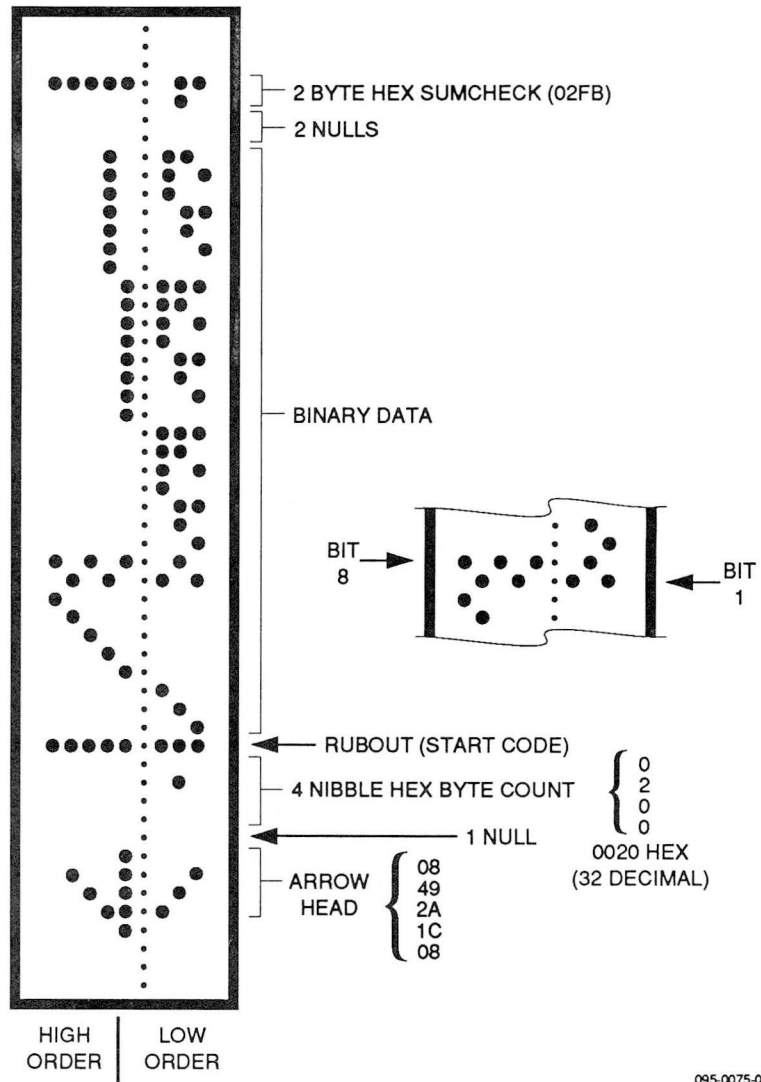 2 BYTE HEX SUMCHECK (02FB)
2 NULLS
BINARY DATA
BIT
8
BIT
1
RUBOUT (START CODE)
4 NIBBLE HEX BYTE COUNT
0
2
0
0
0020 HEX
(32 DECIMAL)
1 NULL
ARROW
HEAD
08
49
2A
1C
08
HIGH
ORDER
LOW
ORDER